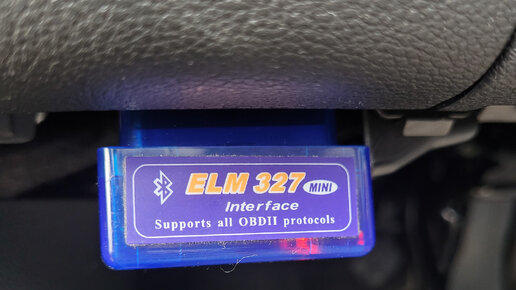 ELM 327 MINI
Interface
Supports all OBDII protocols